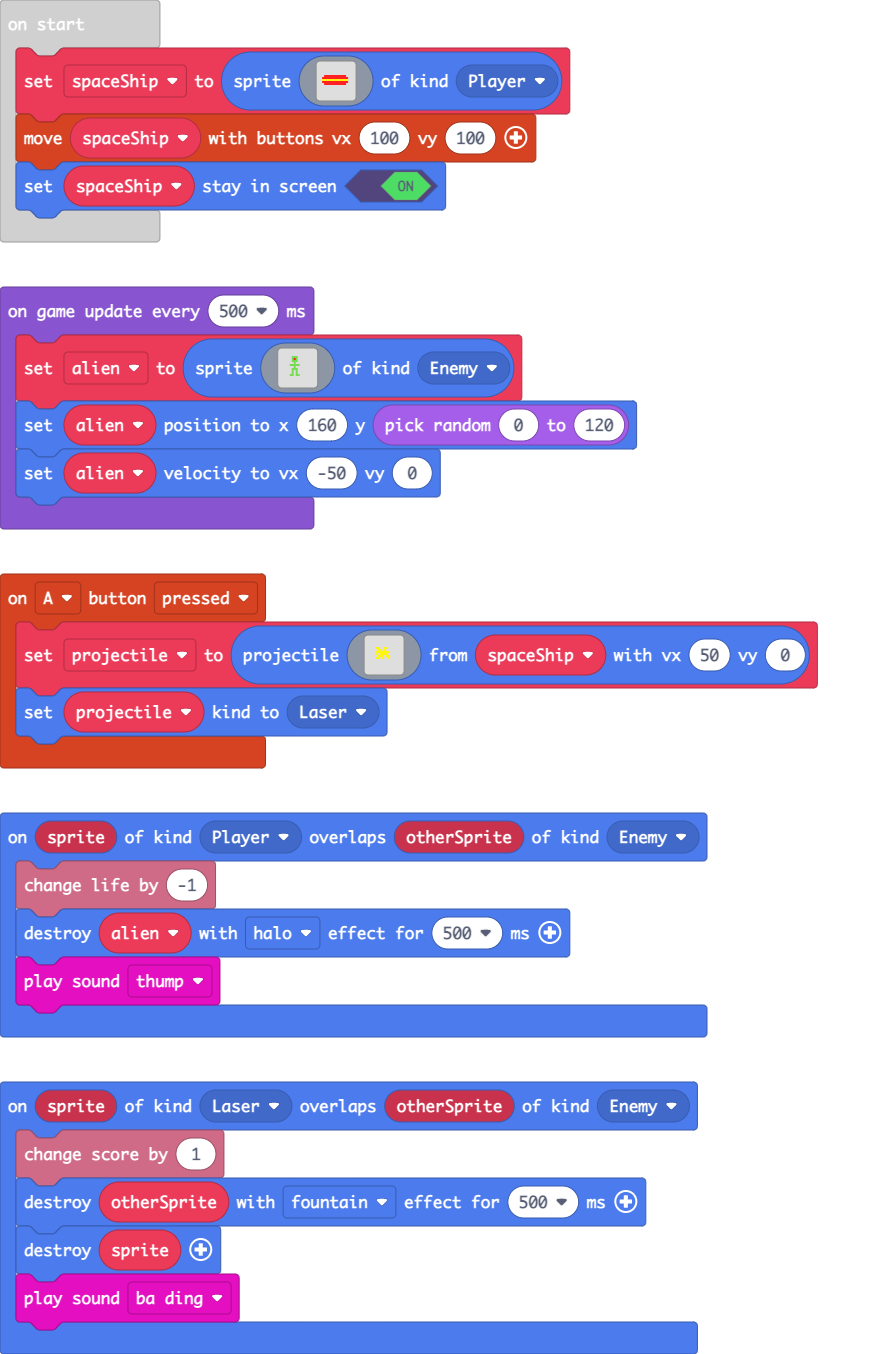 on start
set spaceShip to sprite of kind Player
move spaceShip with buttons vx 100 vy 100
set spaceShip stay in screen ON
on game update every 500 ms
set alien to sprite of kind Enemy
set alien position to x 160 y pick random 0 to 120
set alien velocity to vx -50 vy 0
on A button pressed
set projectile to projectile from spaceShip with vx 50 vy 0
set projectile kind to Laser
on sprite of kind Player overlaps otherSprite of kind Enemy
change life by -1
destroy alien with halo effect for 500 ms
play sound thump
on sprite of kind Laser overlaps otherSprite of kind Enemy
change score by 1
destroy otherSprite with fountain effect for 500 ms
destroy sprite
play sound ba ding